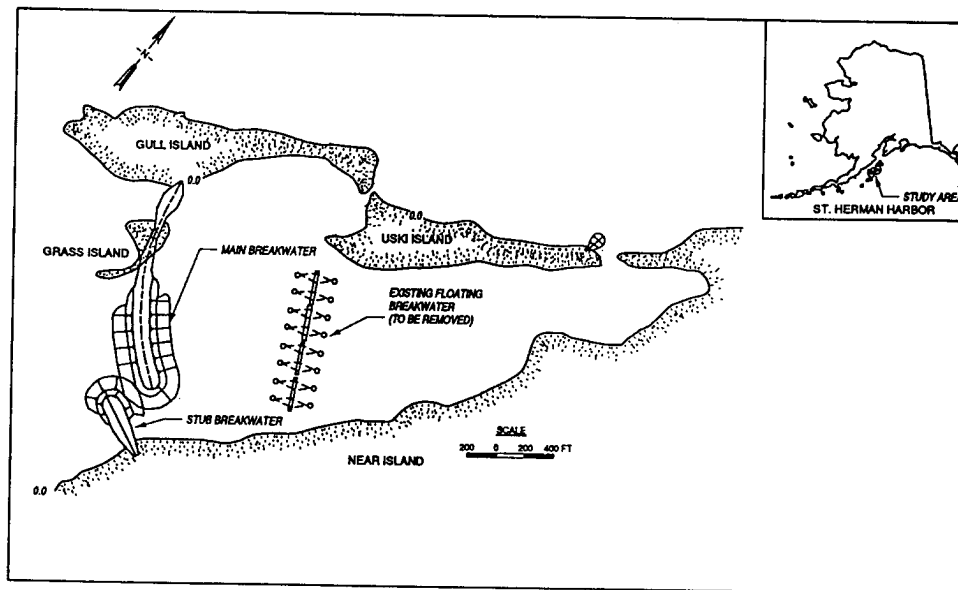 N
GULL ISLAND
0.0
GRASS ISLAND
MAIN BREAKWATER
0.0
USKI ISLAND
EXISTING FLOATING
BREAKWATER
(TO BE REMOVED)
STUB BREAKWATER
NEAR ISLAND
SCALE
200 0 200 400 FT
0.0
STUDY AREA
ST. HERMAN HARBOR